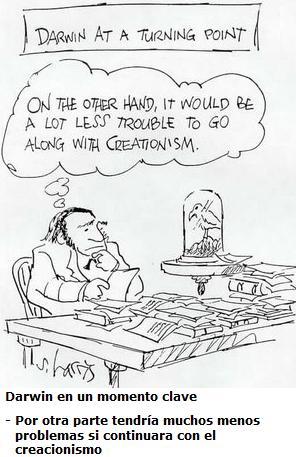 DARWIN AT A TURNING POINT
ON THE OTHER HAND, IT WOULD BE
A LOT LESS TROUBLE TO GO
ALONG WITH CREATIONISM.
S. Harris
Darwin en un momento clave
- Por otra parte tendría muchos menos
problemas si continuara con el
creacionismo